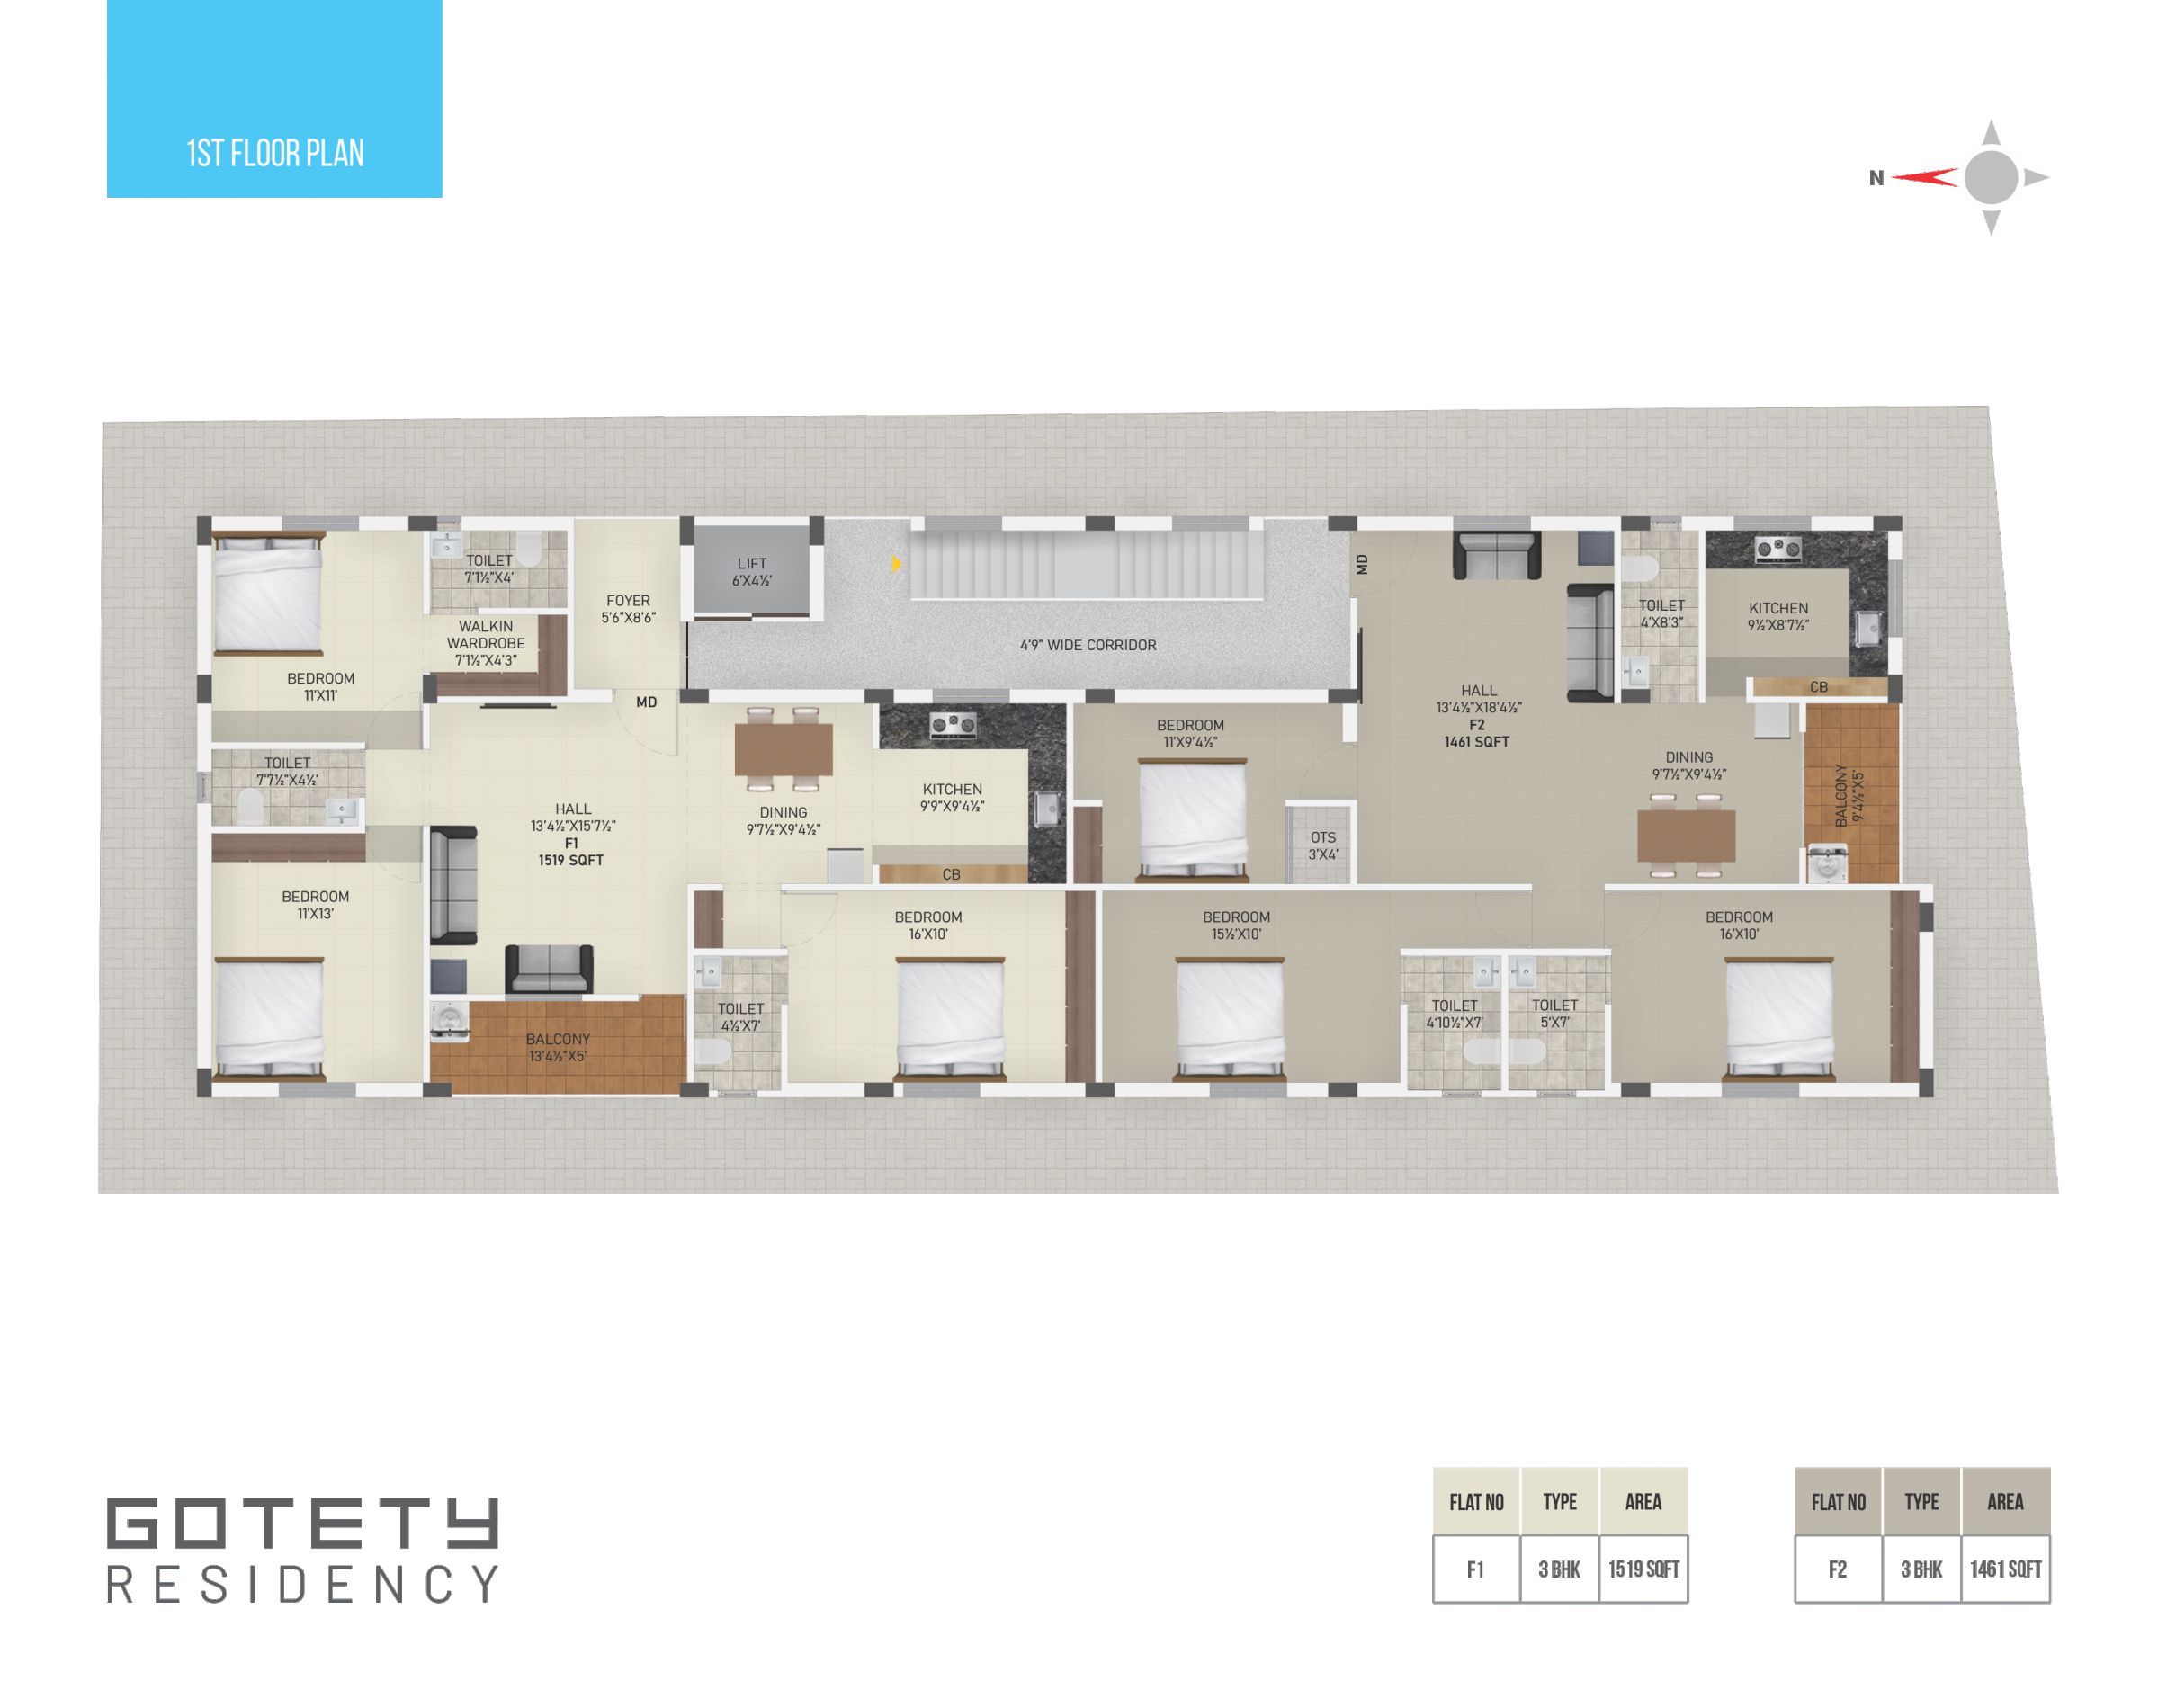 1ST FLOOR PLAN
N
TOILET
7'1½"X4'
LIFT
6'X4½'
MD
FOYER
5'6"X8'6"
TOILET
4'X8'3"
KITCHEN
9½'X8'7½"
WALKIN
WARDROBE
7'1½"X4'3"
4'9" WIDE CORRIDOR
BEDROOM
11'X11'
CB
MD
HALL
13'4½"X18'4½"
F2
1461 SQFT
BEDROOM
11'X9'4½"
TOILET
7'7½"X4½'
DINING
9'7½"X9'4½"
BALCONY
9'4½"X5'
KITCHEN
9'9"X9'4½"
HALL
13'4½"X15'7½"
F1
1519 SQFT
DINING
9'7½"X9'4½"
OTS
3'X4'
CB
BEDROOM
11'X13'
BEDROOM
16'X10'
BEDROOM
15½'X10'
BEDROOM
16'X10'
TOILET
4½'X7'
TOILET
4'10½"X7'
TOILET
5'X7'
BALCONY
13'4½"X5'
GOTETY
RESIDENCY
FLAT NO TYPE AREA
F1 3 BHK 1519 SQFT
FLAT NO TYPE AREA
F2 3 BHK 1461 SQFT